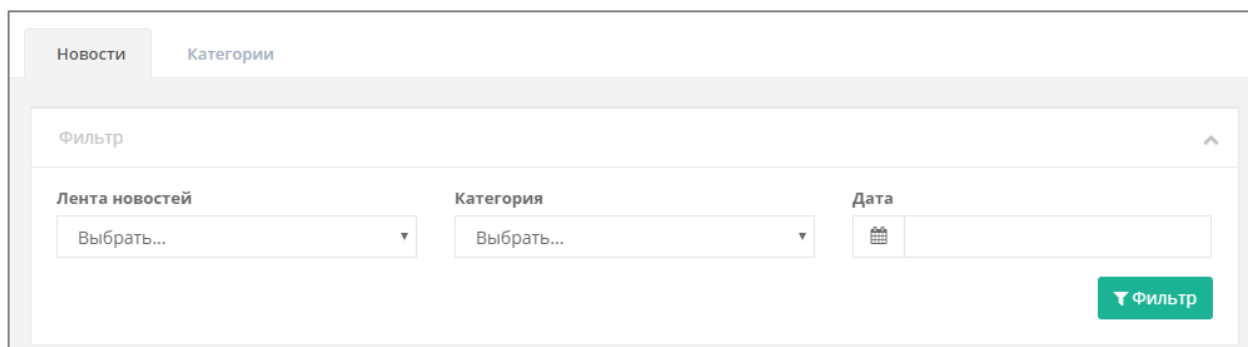 Новости Категории
Фильтр
Лента новостей Категория Дата
Выбрать... Выбрать...
Фильтр